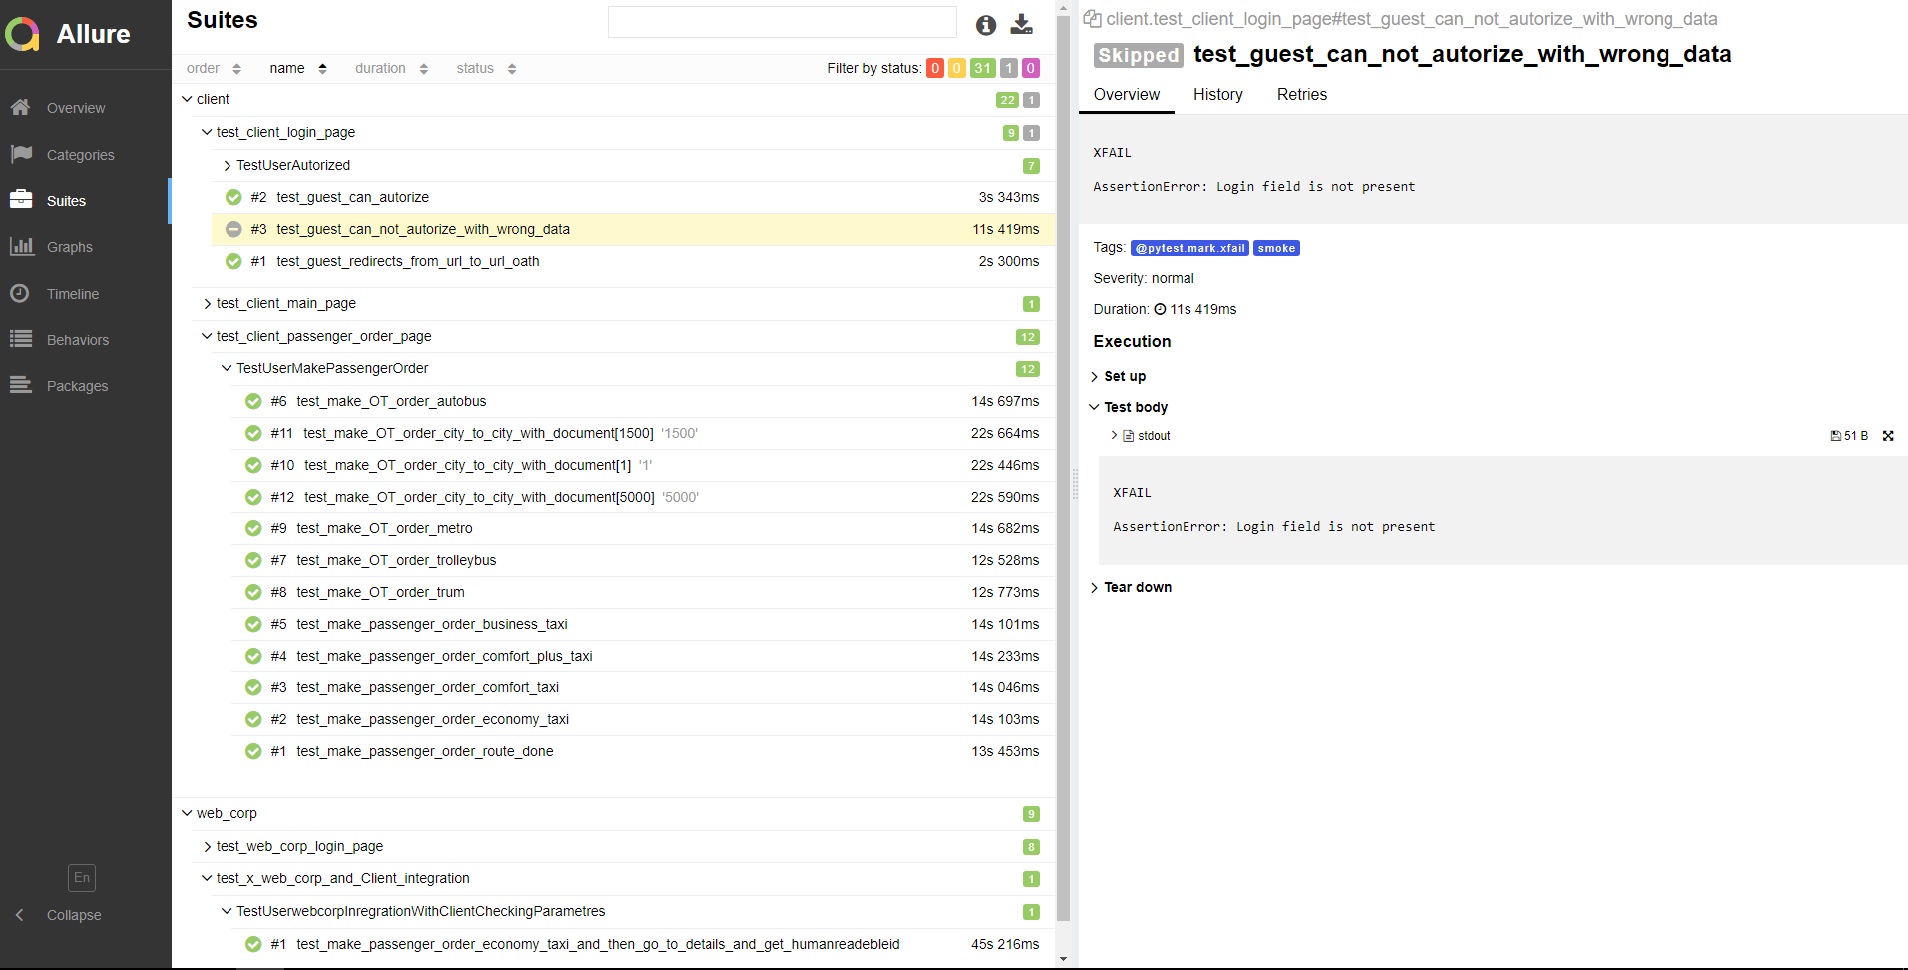 Allure
Overview
Categories
Suites
Graphs
Timeline
Behaviors
Packages
En
Collapse
Suites
order name duration status Filter by status: 0 0 31 1 0
client 22 1
test_client_login_page 9 1
TestUserAutorized 7
#2 test_guest_can_autorize 3s 343ms
#3 test_guest_can_not_autorize_with_wrong_data 11s 419ms
#1 test_guest_redirects_from_url_to_url_oath 2s 300ms
test_client_main_page 1
test_client_passenger_order_page 12
TestUserMakePassengerOrder 12
#6 test_make_OT_order_autobus 14s 697ms
#11 test_make_OT_order_city_to_city_with_document[1500] '1500' 22s 664ms
#10 test_make_OT_order_city_to_city_with_document[1] '1' 22s 446ms
#12 test_make_OT_order_city_to_city_with_document[5000] '5000' 22s 590ms
#9 test_make_OT_order_metro 14s 682ms
#7 test_make_OT_order_trolleybus 12s 528ms
#8 test_make_OT_order_trum 12s 773ms
#5 test_make_passenger_order_business_taxi 14s 101ms
#4 test_make_passenger_order_comfort_plus_taxi 14s 233ms
#3 test_make_passenger_order_comfort_taxi 14s 046ms
#2 test_make_passenger_order_economy_taxi 14s 103ms
#1 test_make_passenger_order_route_done 13s 453ms
web_corp 9
test_web_corp_login_page 8
test_x_web_corp_and_Client_integration 1
TestUserwebcorpInregrationWithClientCheckingParametres 1
#1 test_make_passenger_order_economy_taxi_and_then_go_to_details_and_get_humanreadebleid 45s 216ms
client.test_client_login_page#test_guest_can_not_autorize_with_wrong_data
Skipped test_guest_can_not_autorize_with_wrong_data
Overview History Retries
XFAIL
AssertionError: Login field is not present
Tags: @pytest.mark.xfail smoke
Severity: normal
Duration: 11s 419ms
Execution
Set up
Test body
stdout 51 B
XFAIL
AssertionError: Login field is not present
Tear down